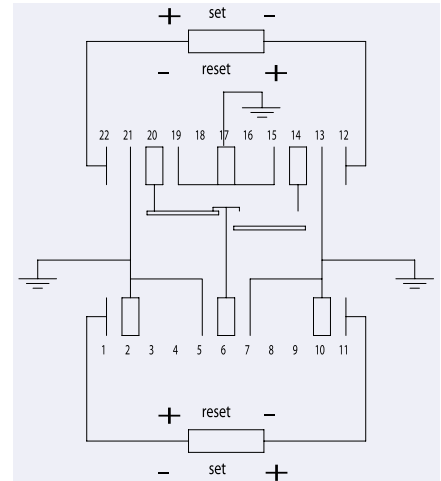 + set -
- reset +
22 21 20 19 18 17 16 15 14 13 12
1 2 3 4 5 6 7 8 9 10 11
+ reset -
- set +